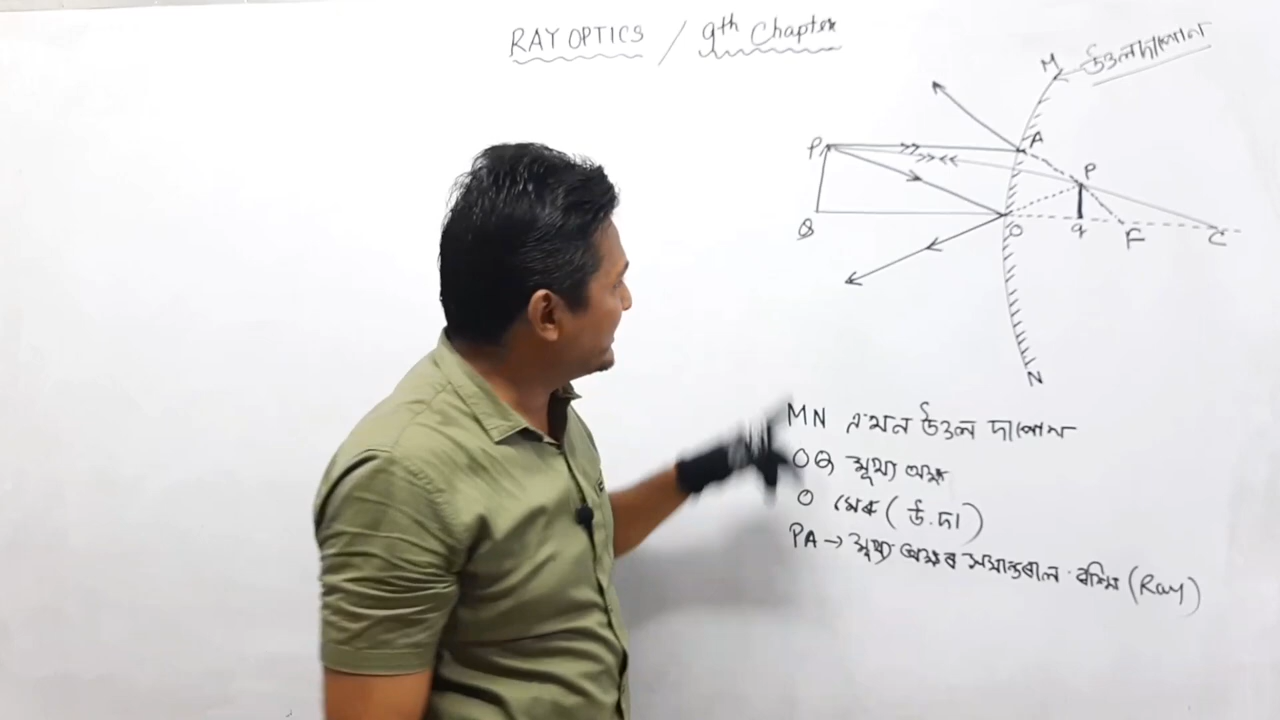 RAY OPTICS / 9th Chapter
M উত্তল দাপোন
P A
P
Q O q F C
N
MN এখন উত্তল দাপোন
OQ মূখ্য অক্ষ
O মেৰু (উ.দা)
PA → মূখ্য অক্ষৰ সমান্তৰাল ৰশ্মি (Ray)